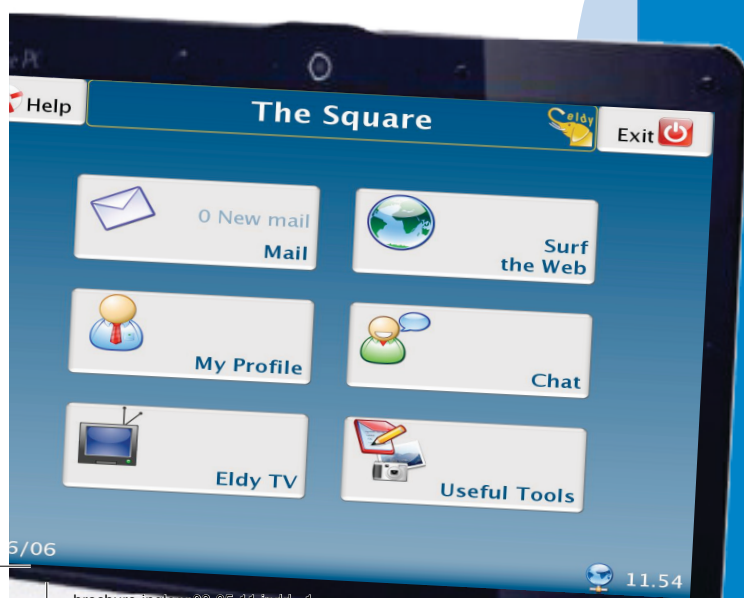 Help
The Square
eldy
Exit
0 New mail
Mail
Surf
the Web
My Profile
Chat
Eldy TV
Useful Tools
/06
11.54